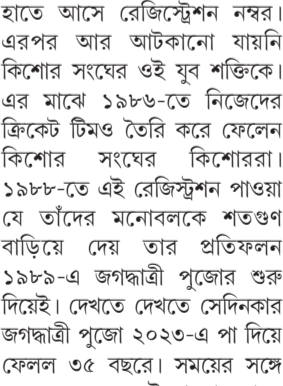 হাতে আসে রেজিস্ট্রেশন নম্বর।
এরপর আর আটকানো যায়নি
কিশোর সংঘের ওই যুব শক্তিকে।
এর মাঝে ১৯৮৬-তে নিজেদের
ক্রিকেট টিমও তৈরি করে ফেলেন
কিশোর সংঘের কিশোররা।
১৯৮৮-তে এই রেজিস্ট্রশন পাওয়া
যে তাঁদের মনোবলকে শতগুণ
বাড়িয়ে দেয় তার প্রতিফলন
১৯৮৯-এ জগদ্ধাত্রী পুজোর শুরু
দিয়েই। দেখতে দেখতে সেদিনকার
জগদ্ধাত্রী পুজো ২০২৩-এ পা দিয়ে
ফেলল ৩৫ বছরে। সময়ের সঙ্গে